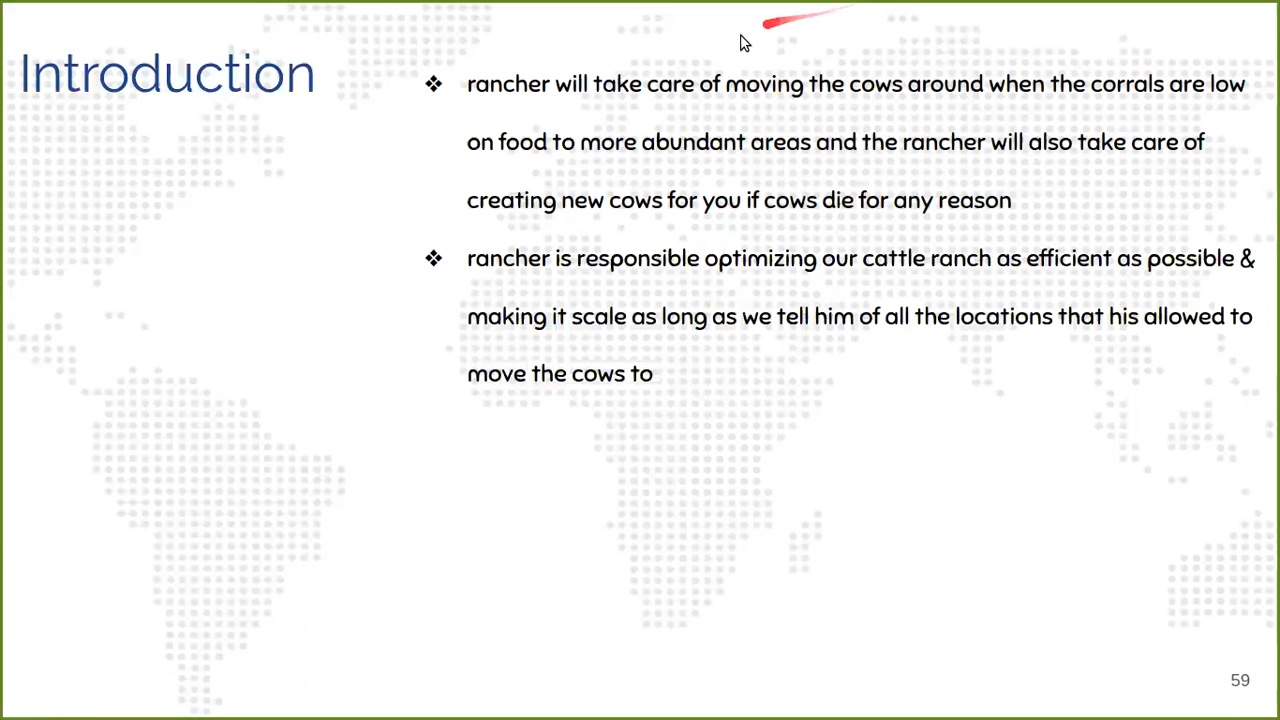 Introduction
❖ rancher will take care of moving the cows around when the corrals are low
on food to more abundant areas and the rancher will also take care of
creating new cows for you if cows die for any reason
❖ rancher is responsible optimizing our cattle ranch as efficient as possible &
making it scale as long as we tell him of all the locations that his allowed to
move the cows to
59